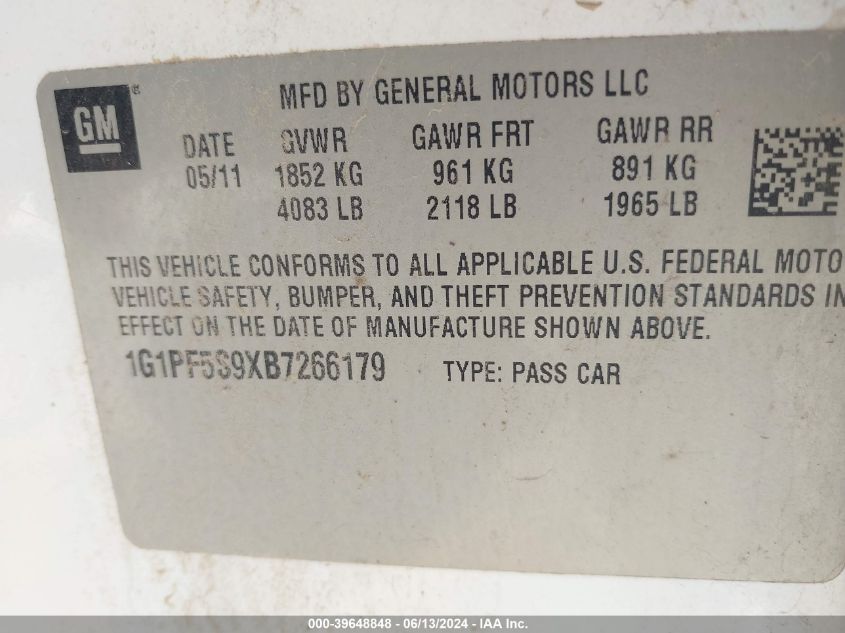 GM
®
MFD BY GENERAL MOTORS LLC
DATE GVWR GAWR FRT GAWR RR
05/11 1852 KG 961 KG 891 KG
4083 LB 2118 LB 1965 LB
THIS VEHICLE CONFORMS TO ALL APPLICABLE U.S. FEDERAL MOTO
VEHICLE SAFETY, BUMPER, AND THEFT PREVENTION STANDARDS IN
EFFECT ON THE DATE OF MANUFACTURE SHOWN ABOVE.
1G1PF5S9XB7266179 TYPE: PASS CAR
000-39648848 - 06/13/2024 - IAA Inc.